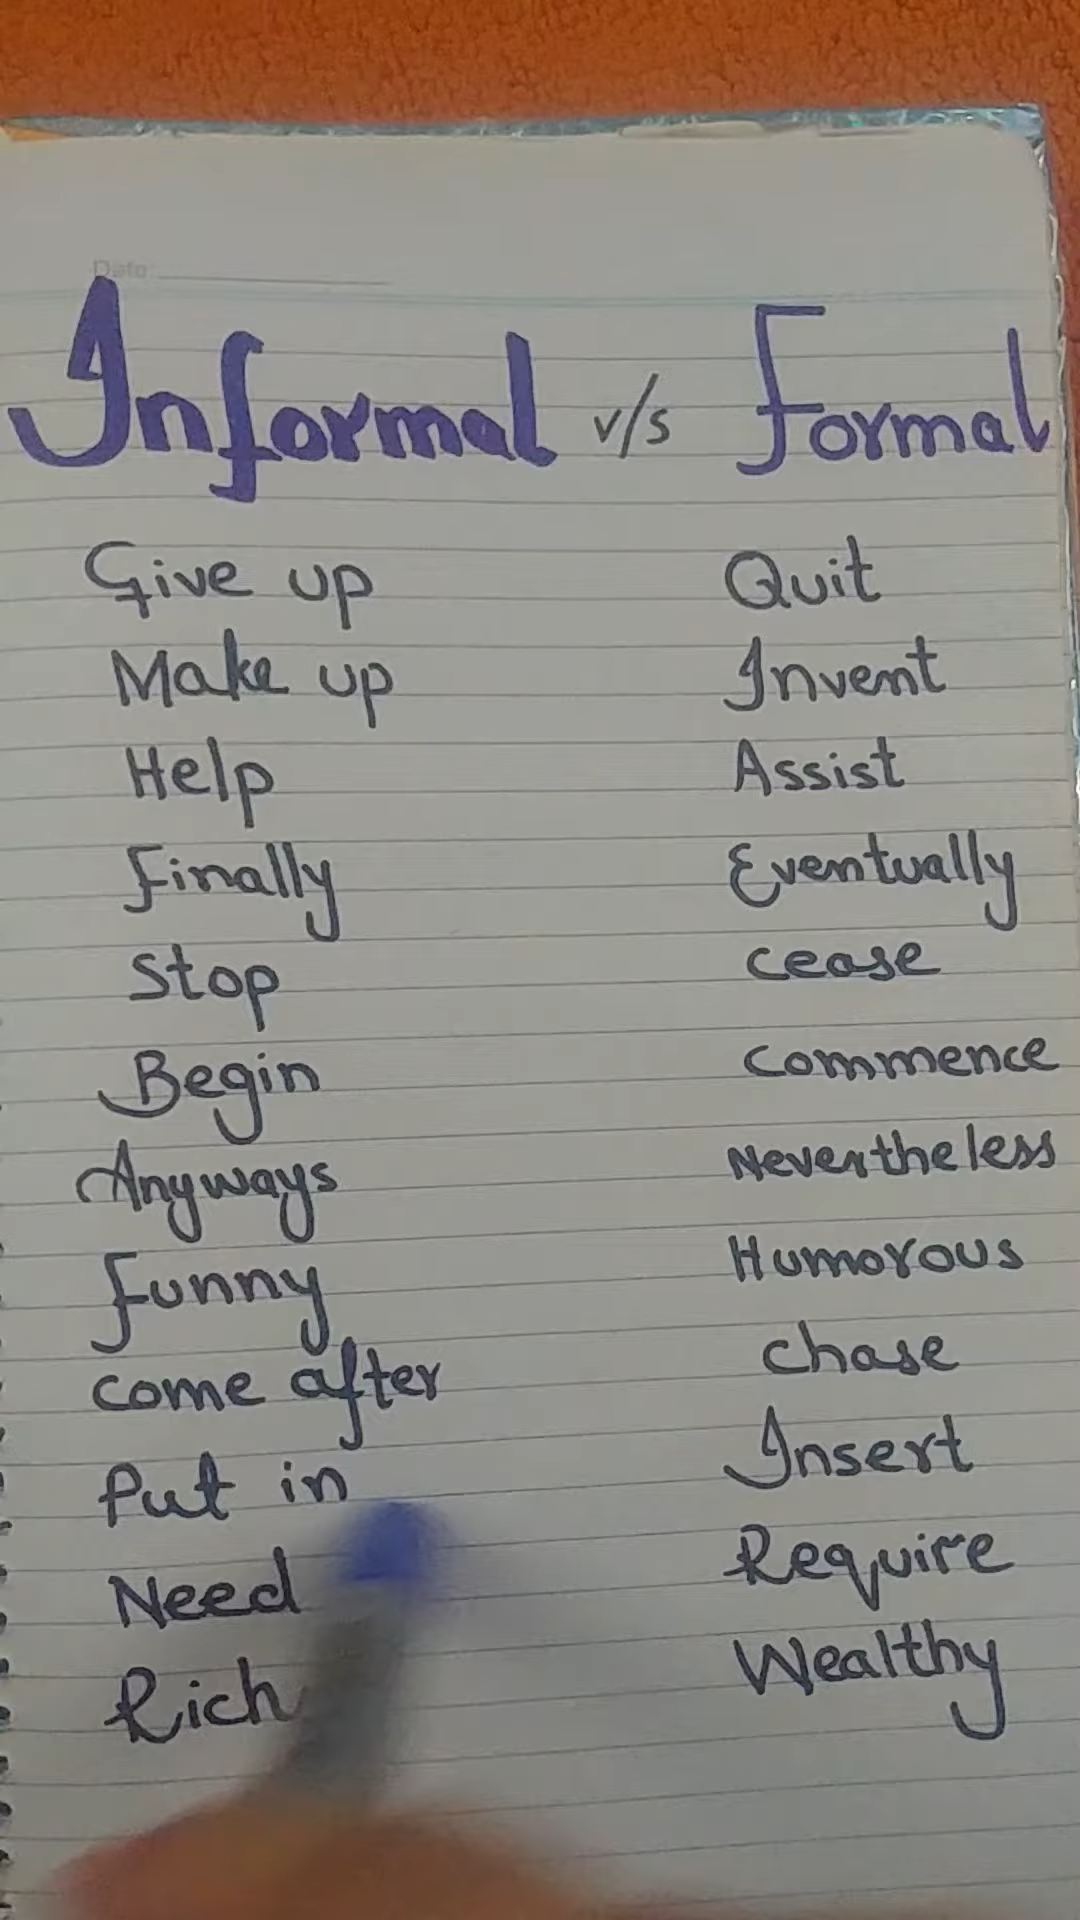 Date:
Informal v/s Formal
Give up Quit
Make up Invent
Help Assist
Finally Eventually
Stop cease
Begin commence
Anyways Nevertheless
Funny Humorous
come after chase
Put in Insert
Need Require
Rich Wealthy